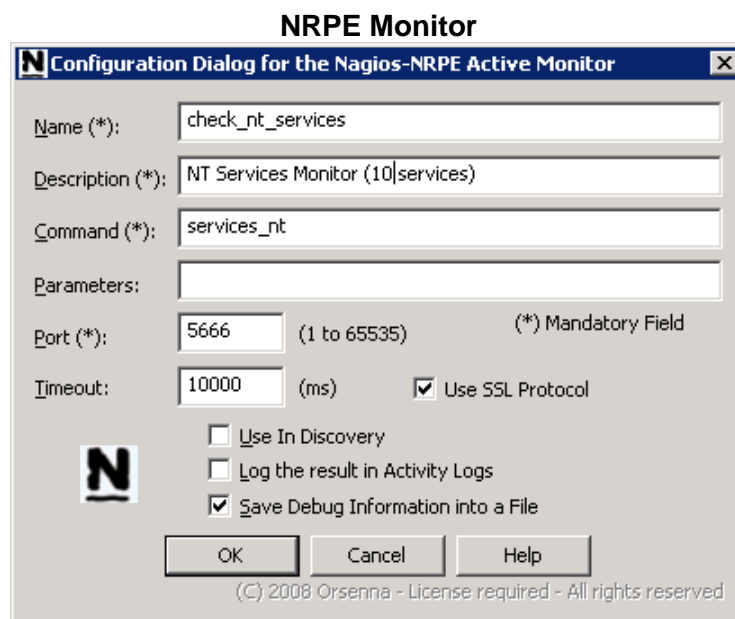 NRPE Monitor
N Configuration Dialog for the Nagios-NRPE Active Monitor
Name (*): check_nt_services
Description (*): NT Services Monitor (10 services)
Command (*): services_nt
Parameters:
Port (*): 5666 (1 to 65535) (*) Mandatory Field
Timeout: 10000 (ms) Use SSL Protocol
Use In Discovery
N Log the result in Activity Logs
Save Debug Information into a File
OK Cancel Help
(C) 2008 Orsenna - License required - All rights reserved